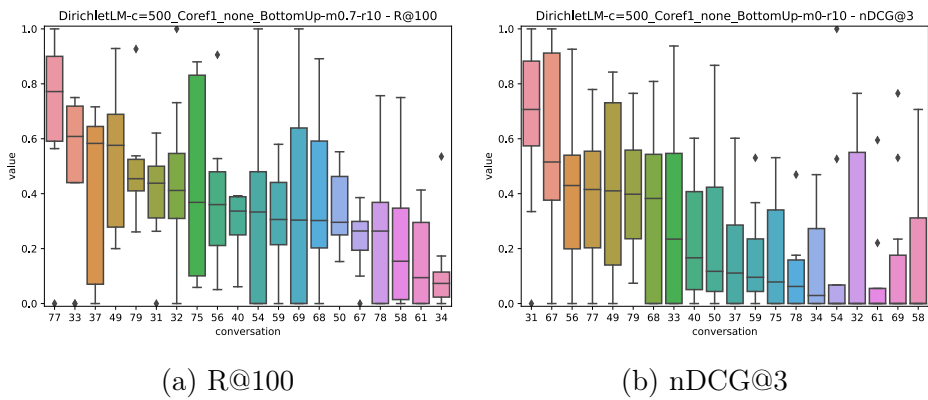 DirichletLM-c=500_Coref1_none_BottomUp-m0.7-r10 - R@100
1.0
0.8
0.6
0.4
0.2
0.0
value
77 33 37 49 79 31 32 75 56 40 54 59 69 68 50 67 78 58 61 34
conversation
(a) R@100
DirichletLM-c=500_Coref1_none_BottomUp-m0-r10 - nDCG@3
1.0
0.8
0.6
0.4
0.2
0.0
value
31 67 56 77 49 79 68 33 40 50 37 59 75 78 34 54 32 61 69 58
conversation
(b) nDCG@3